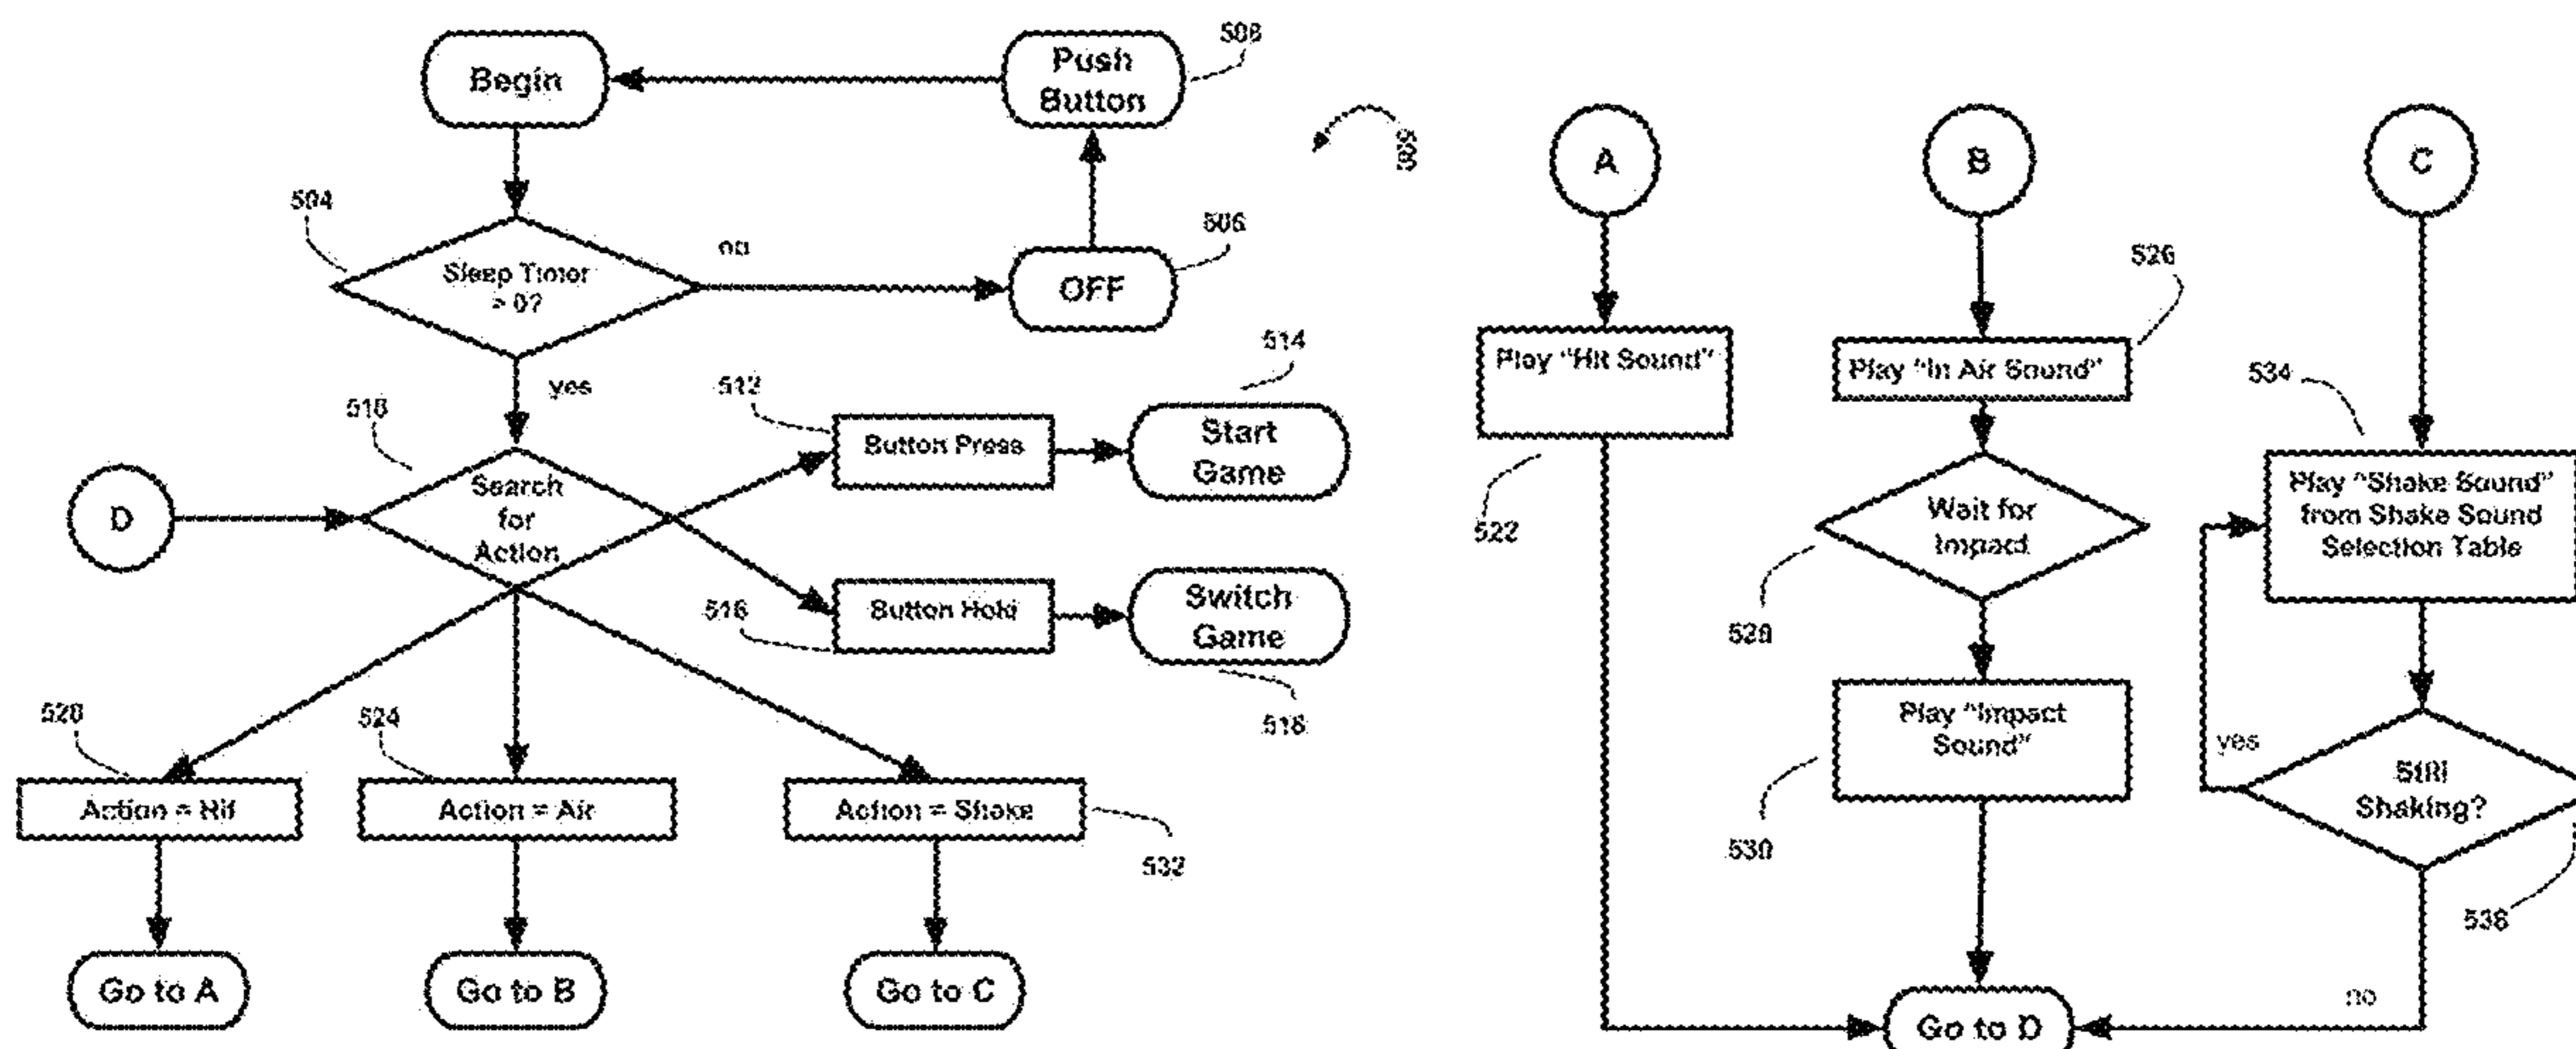 Begin
Push
Button
508
504
Sleep Timer
> 0?
no
OFF
506
yes
510
Search
for
Action
D
512
Button Press
514
Start
Game
516
Button Hold
Switch
Game
518
520
Action = Hit
524
Action = Air
Action = Shake
532
Go to A
Go to B
Go to C
A
Play "Hit Sound"
522
B
526
Play "In Air Sound"
Wait for
Impact
528
Play "Impact
Sound"
530
C
534
Play "Shake Sound"
from Shake Sound
Selection Table
yes
Still
Shaking?
no
Go to D